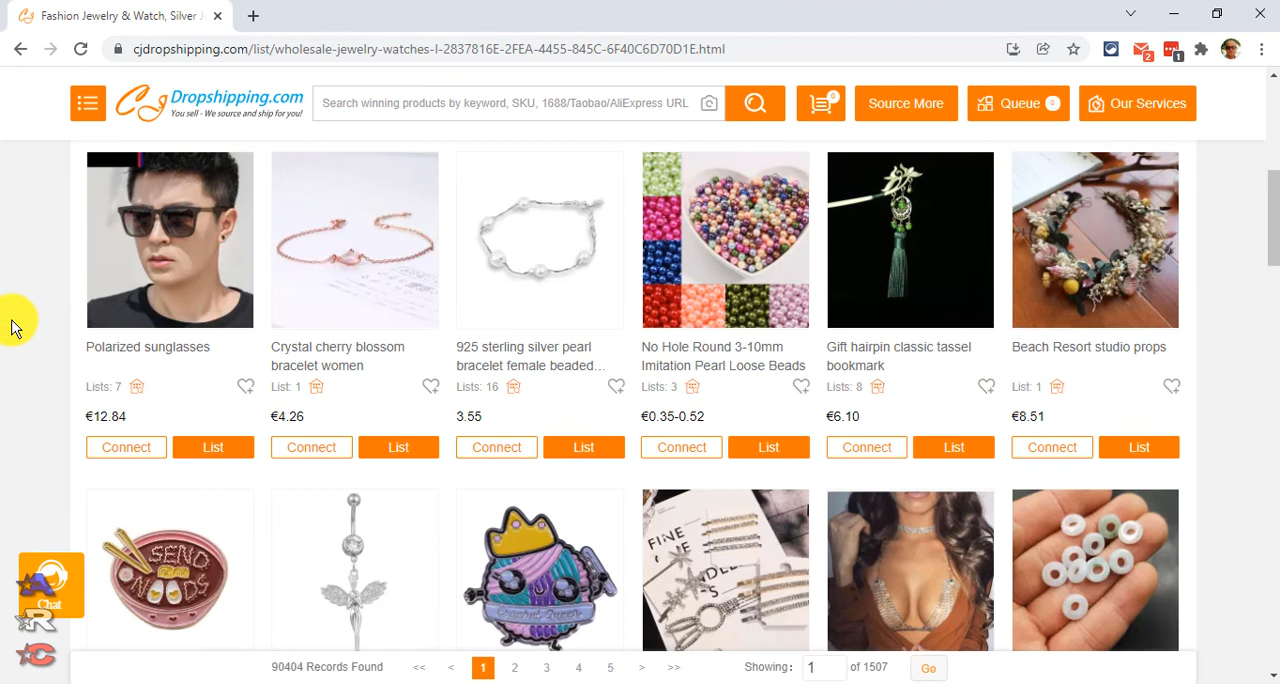 Fashion Jewelry & Watch, Silver J
cjdropshipping.com/list/wholesale-jewelry-watches-l-2837816E-2FEA-4455-845C-6F40C6D70D1E.html
2
1
CJ Dropshipping.com
You sell - We source and ship for you!
Search winning products by keyword, SKU, 1688/Taobao/AliExpress URL
0
Source More
Queue 0
Our Services
Polarized sunglasses
Lists: 7
€12.84
Connect List
Crystal cherry blossom
bracelet women
List: 1
€4.26
Connect List
925 sterling silver pearl
bracelet female beaded...
Lists: 16
3.55
Connect List
No Hole Round 3-10mm
Imitation Pearl Loose Beads
Lists: 3
€0.35-0.52
Connect List
Gift hairpin classic tassel
bookmark
Lists: 8
€6.10
Connect List
Beach Resort studio props
List: 1
€8.51
Connect List
SEND
NOODS
FINE
Chat
A
R
C
90404 Records Found << < 1 2 3 4 5 > >> Showing: 1 of 1507 Go